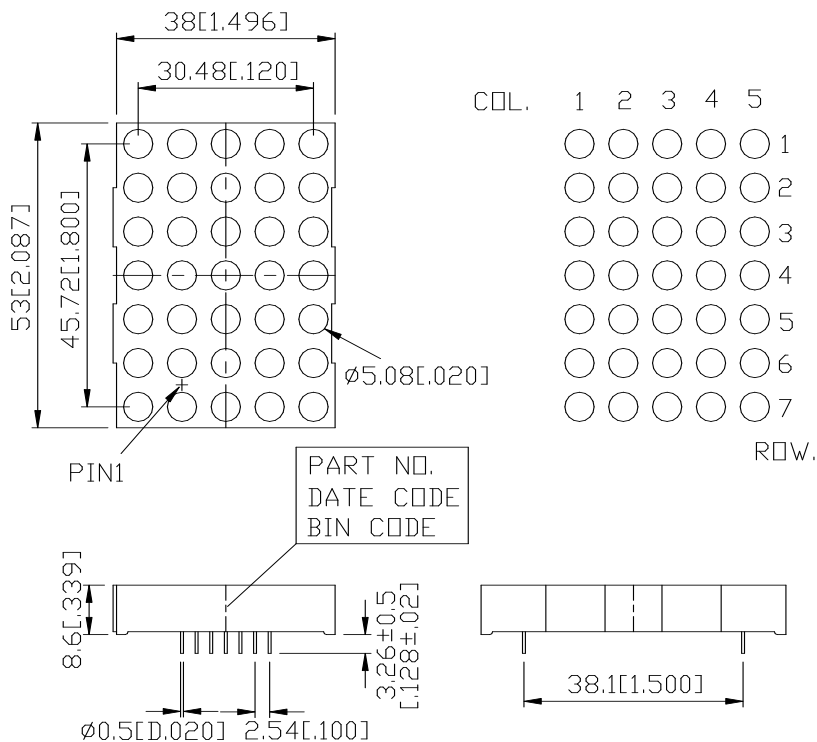 38[1.496]
30.48[.120]
COL. 1 2 3 4 5
1
2
3
4
5
6
7
ROW.
53[2.087]
45.72[1.800]
Ø5.08[.020]
PIN1
PART NO.
DATE CODE
BIN CODE
8.6[.339]
3.26±0.5
[.128±.02]
38.1[1.500]
Ø0.5[D.020]
2.54[.100]